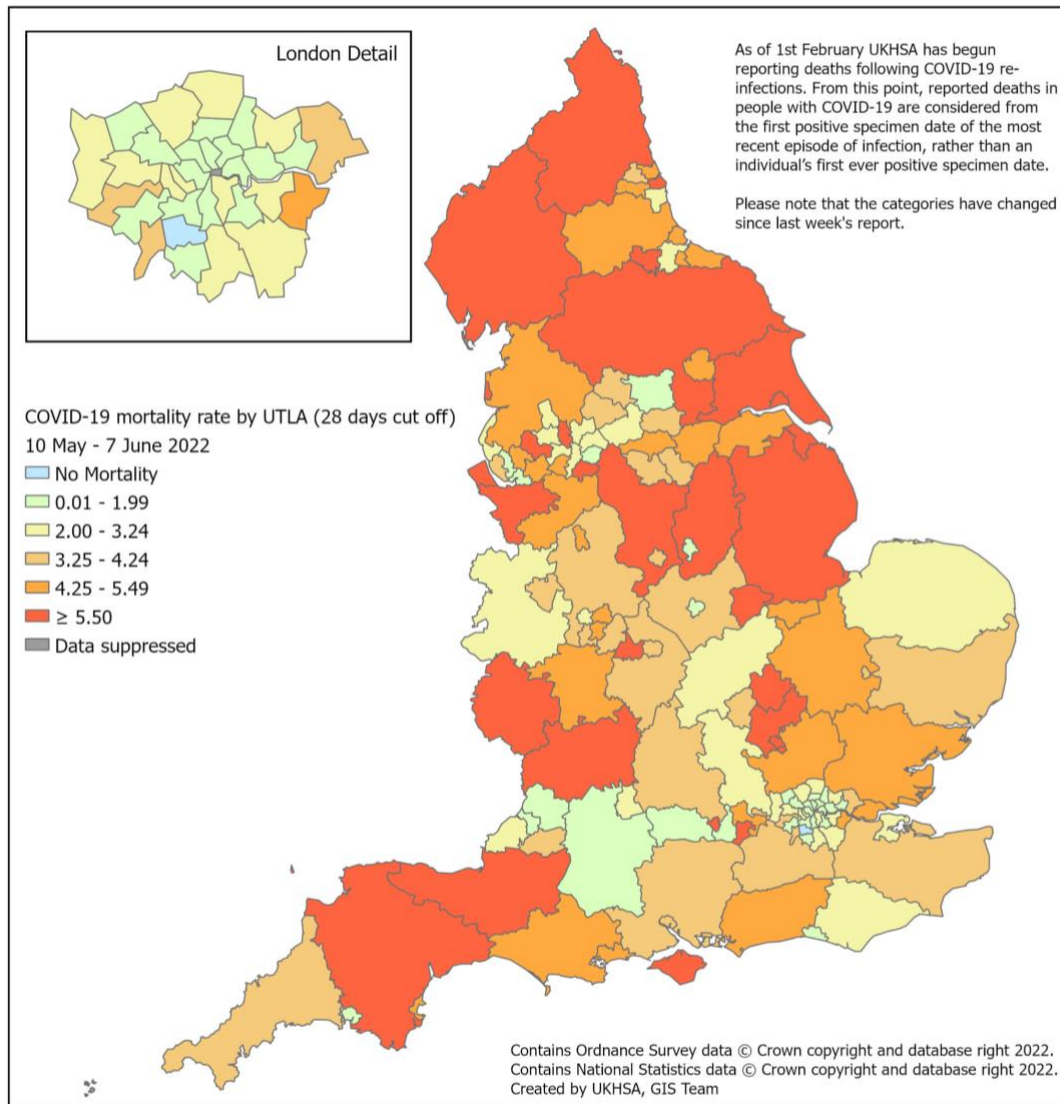 London Detail
As of 1st February UKHSA has begun
reporting deaths following COVID-19 re-
infections. From this point, reported deaths in
people with COVID-19 are considered from
the first positive specimen date of the most
recent episode of infection, rather than an
individual's first ever positive specimen date.
Please note that the categories have changed
since last week's report.
COVID-19 mortality rate by UTLA (28 days cut off)
10 May - 7 June 2022
No Mortality
0.01 - 1.99
2.00 - 3.24
3.25 - 4.24
4.25 - 5.49
≥ 5.50
Data suppressed
Contains Ordnance Survey data © Crown copyright and database right 2022.
Contains National Statistics data © Crown copyright and database right 2022.
Created by UKHSA, GIS Team